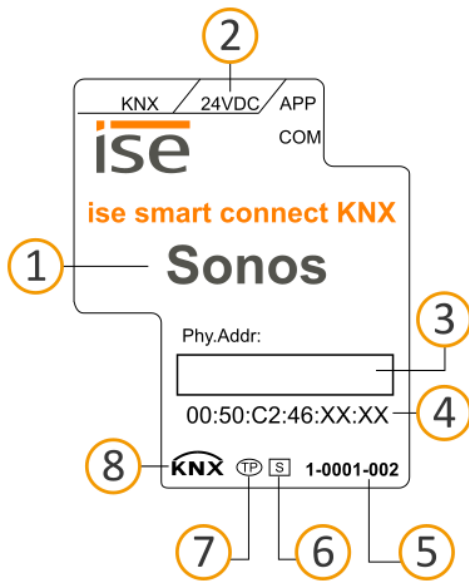 2
KNX 24VDC APP
COM
ise
ise smart connect KNX
1 Sonos
3
Phy.Addr:
00:50:C2:46:XX:XX 4
8 KNX TP S 1-0001-002
7 6 5